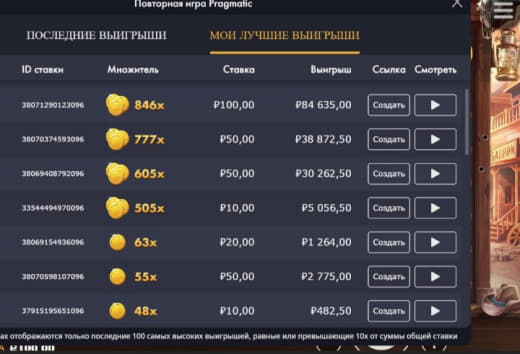 Повторная игра Pragmatic
ПОСЛЕДНИЕ ВЫИГРЫШИ МОИ ЛУЧШИЕ ВЫИГРЫШИ
ID ставки Множитель Ставка Выигрыш Ссылка Смотреть
38071290123096 846x ₽100,00 ₽84 635,00 Создать
38070374593096 777x ₽50,00 ₽38 872,50 Создать
38069408792096 605x ₽50,00 ₽30 262,50 Создать
33544494970096 505x ₽10,00 ₽5 056,50 Создать
38069154936096 63x ₽20,00 ₽1 264,00 Создать
38070598107096 55x ₽50,00 ₽2 775,00 Создать
37915195651096 48x ₽10,00 ₽482,50 Создать
ах отображаются только последние 100 самых высоких выигрышей, равные или превышающие 10x от суммы общей ставки
₽100,00
SALOON